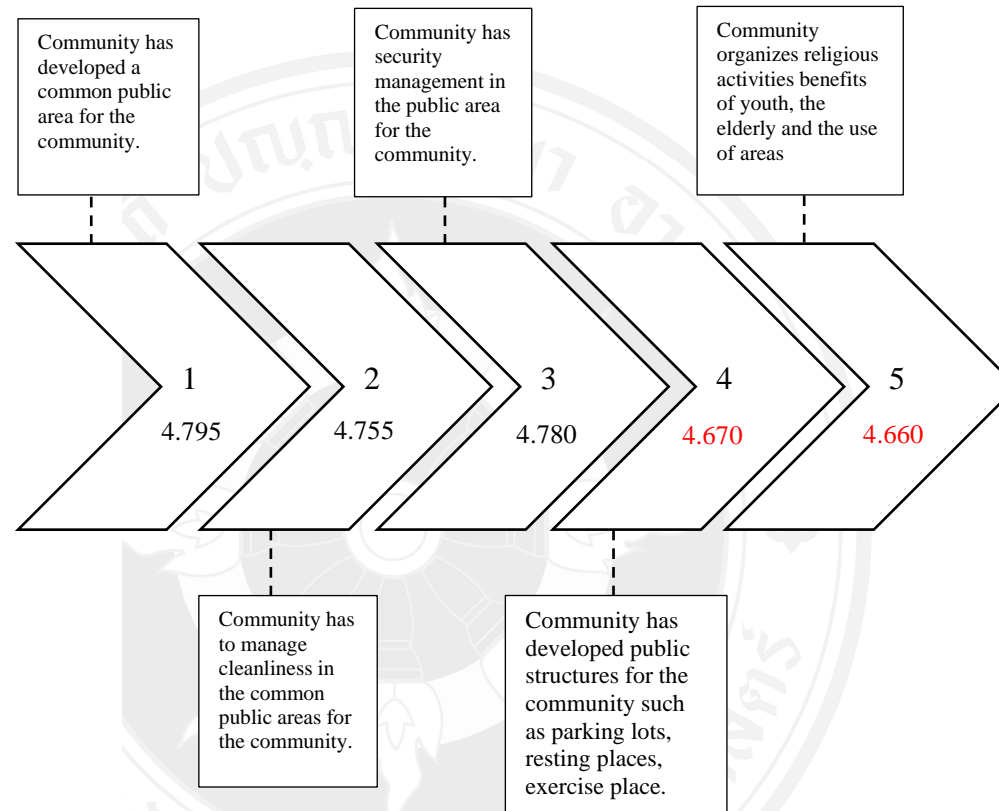 Community has
developed a
common public
area for the
community.
Community has
security
management in
the public area
for the
community.
Community
organizes religious
activities benefits
of youth, the
elderly and the use
of areas
1
4.795
2
4.755
3
4.780
4
4.670
5
4.660
Community has
to manage
cleanliness in
the common
public areas for
the community.
Community has
developed public
structures for the
community such
as parking lots,
resting places,
exercise place.